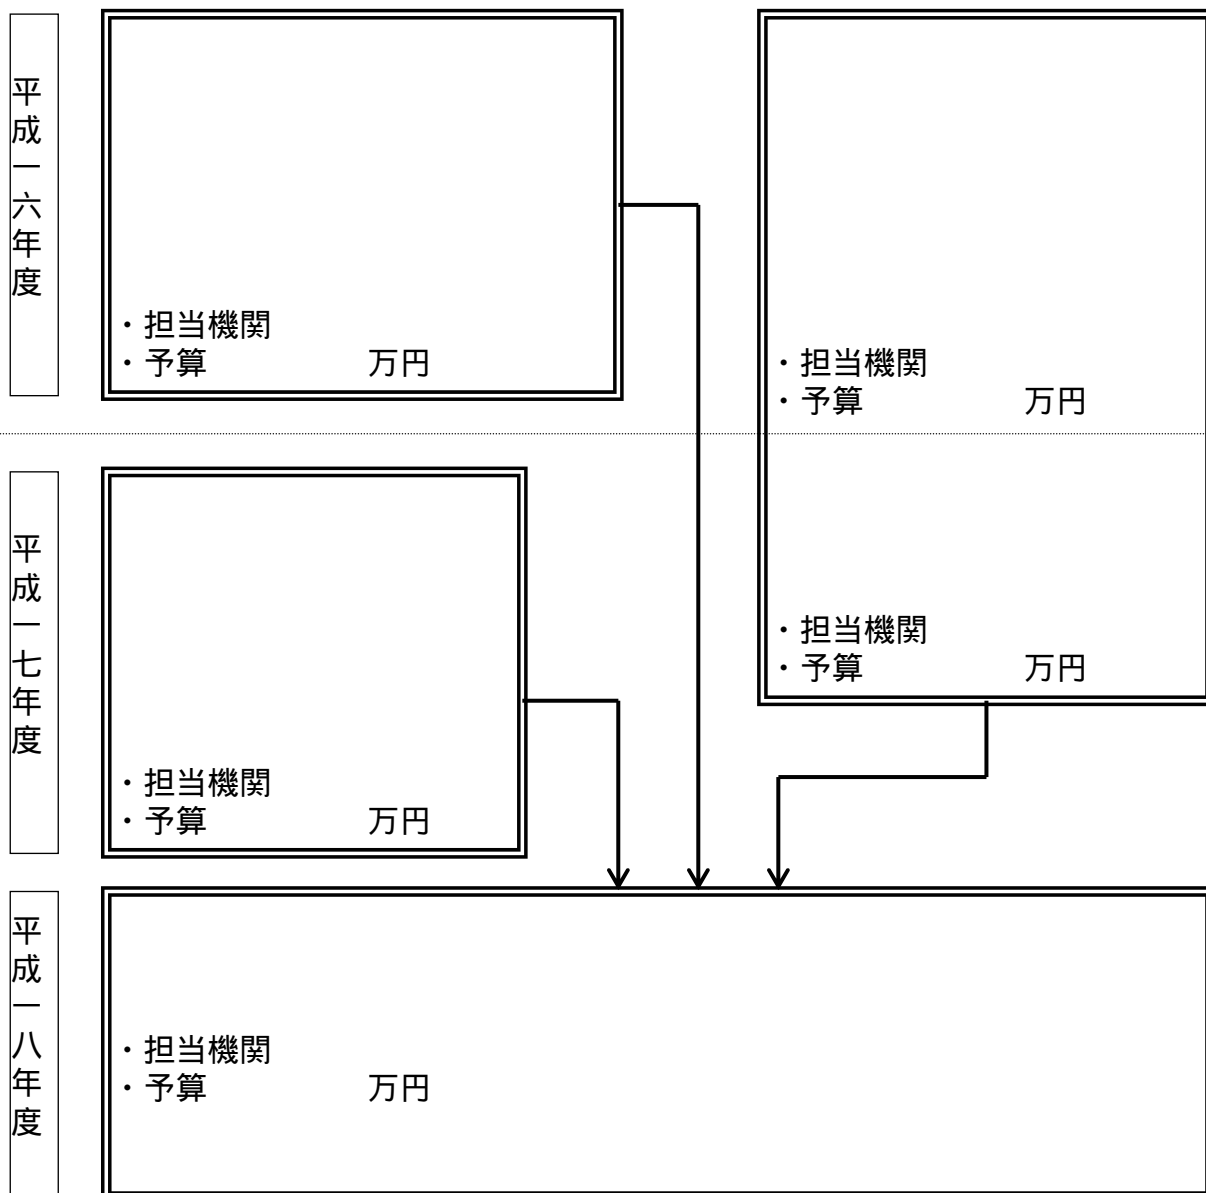 平成一六年度
・担当機関
・予算　　　　　万円
・担当機関
・予算　　　　　万円
平成一七年度
・担当機関
・予算　　　　　万円
・担当機関
・予算　　　　　万円
平成一八年度
・担当機関
・予算　　　　　万円